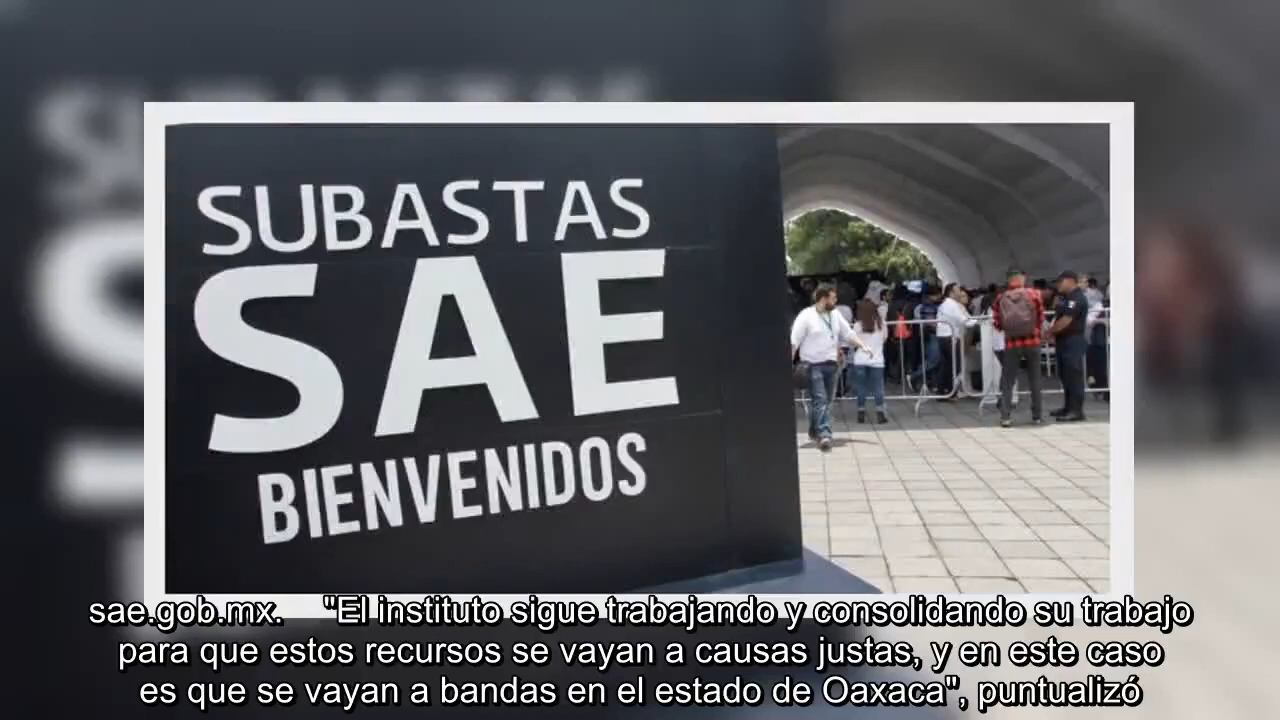 SUBASTAS
SAE
BIENVENIDOS
sae.gob.mx. "El instituto sigue trabajando y consolidando su trabajo
para que estos recursos se vayan a causas justas, y en este caso
es que se vayan a bandas en el estado de Oaxaca", puntualizó